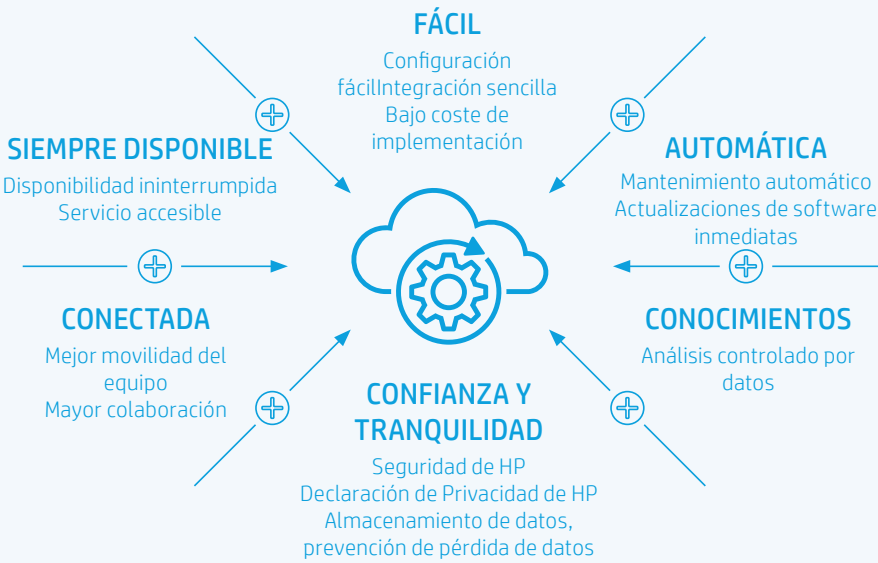 FÁCIL
Configuración
fácilIntegración sencilla
Bajo coste de
implementación
SIEMPRE DISPONIBLE
Disponibilidad ininterrumpida
Servicio accesible
AUTOMÁTICA
Mantenimiento automático
Actualizaciones de software
inmediatas
CONECTADA
Mejor movilidad del
equipo
Mayor colaboración
CONOCIMIENTOS
Análisis controlado por
datos
CONFIANZA Y
TRANQUILIDAD
Seguridad de HP
Declaración de Privacidad de HP
Almacenamiento de datos,
prevención de pérdida de datos